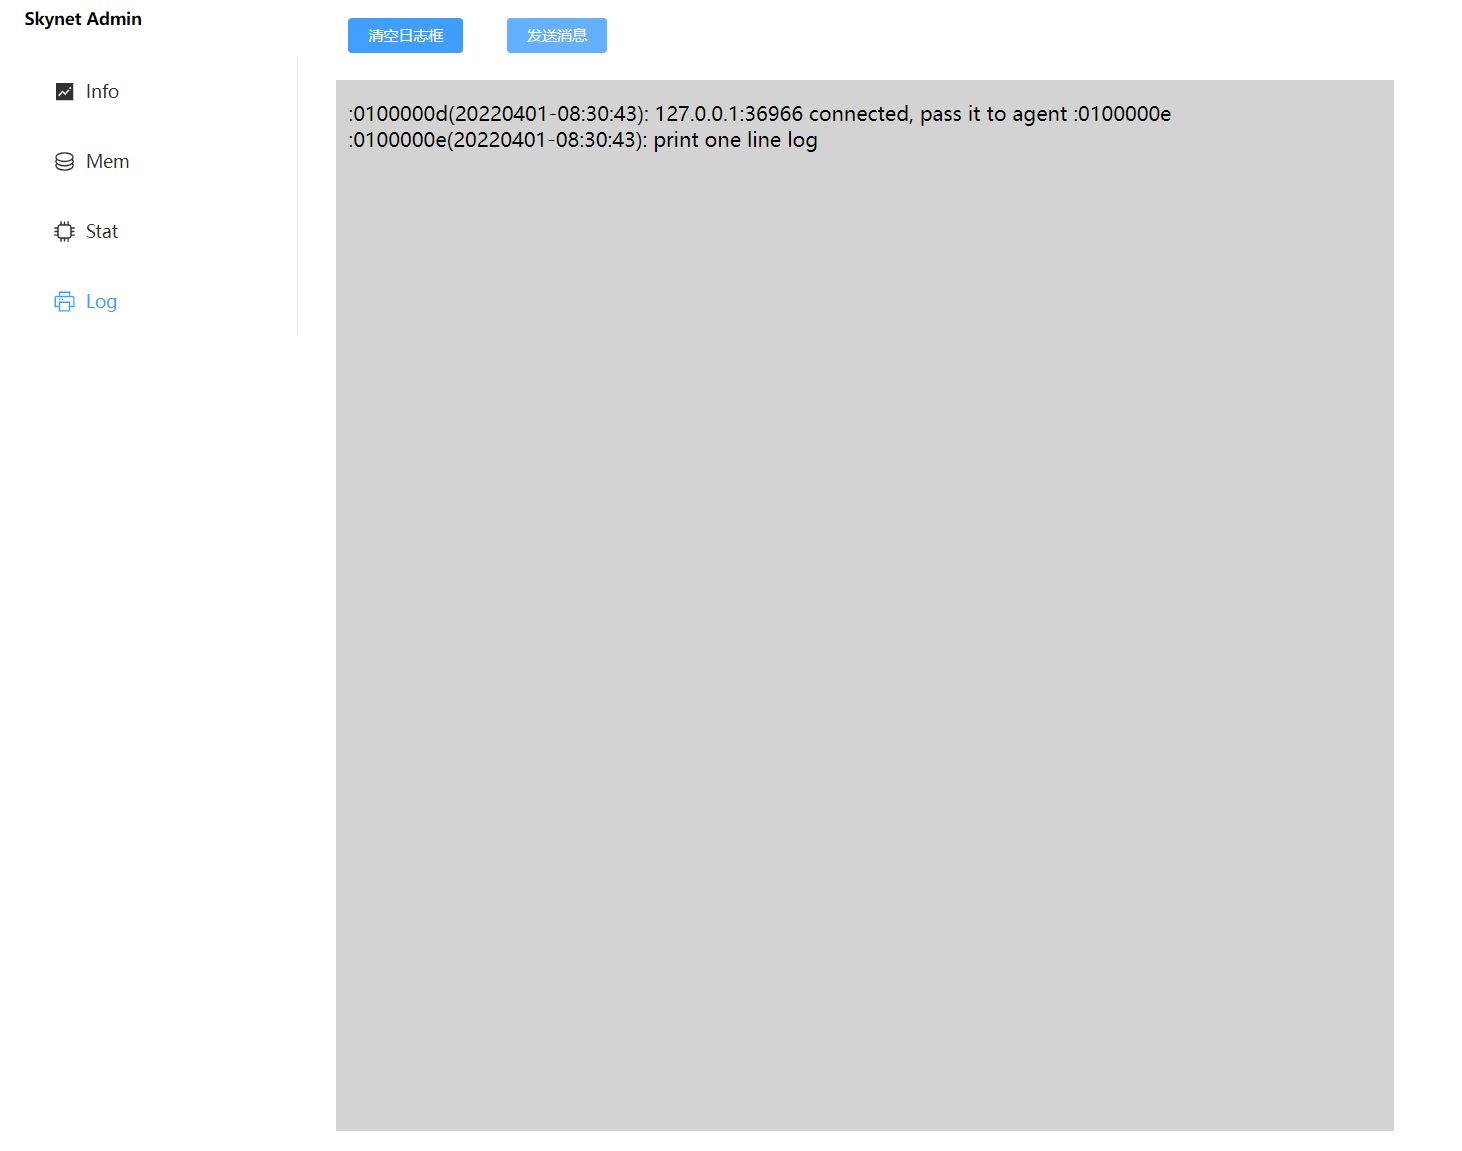 Skynet Admin
Info
Mem
Stat
Log
清空日志框
发送消息
:0100000d(20220401-08:30:43): 127.0.0.1:36966 connected, pass it to agent :0100000e
:0100000e(20220401-08:30:43): print one line log